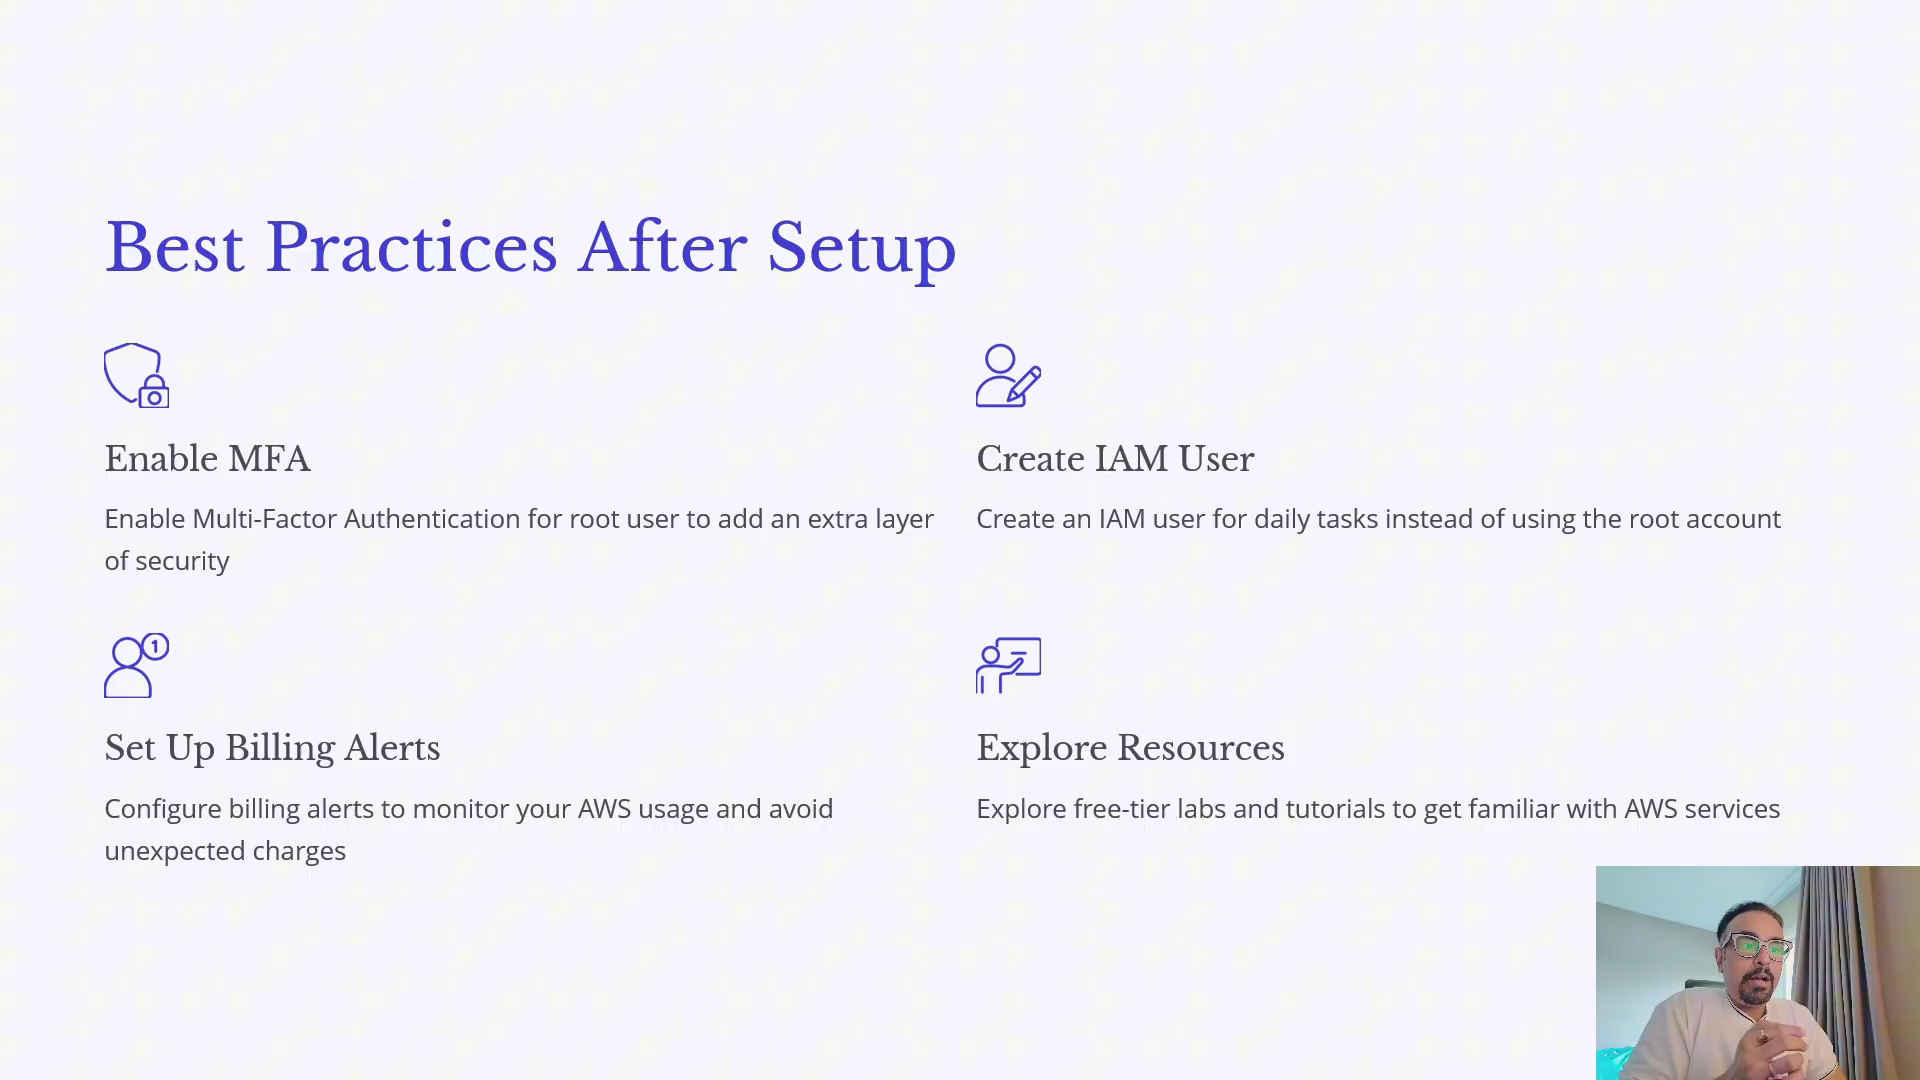 Best Practices After Setup
Enable MFA
Enable Multi-Factor Authentication for root user to add an extra layer
of security
Create IAM User
Create an IAM user for daily tasks instead of using the root account
1
Set Up Billing Alerts
Configure billing alerts to monitor your AWS usage and avoid
unexpected charges
Explore Resources
Explore free-tier labs and tutorials to get familiar with AWS services